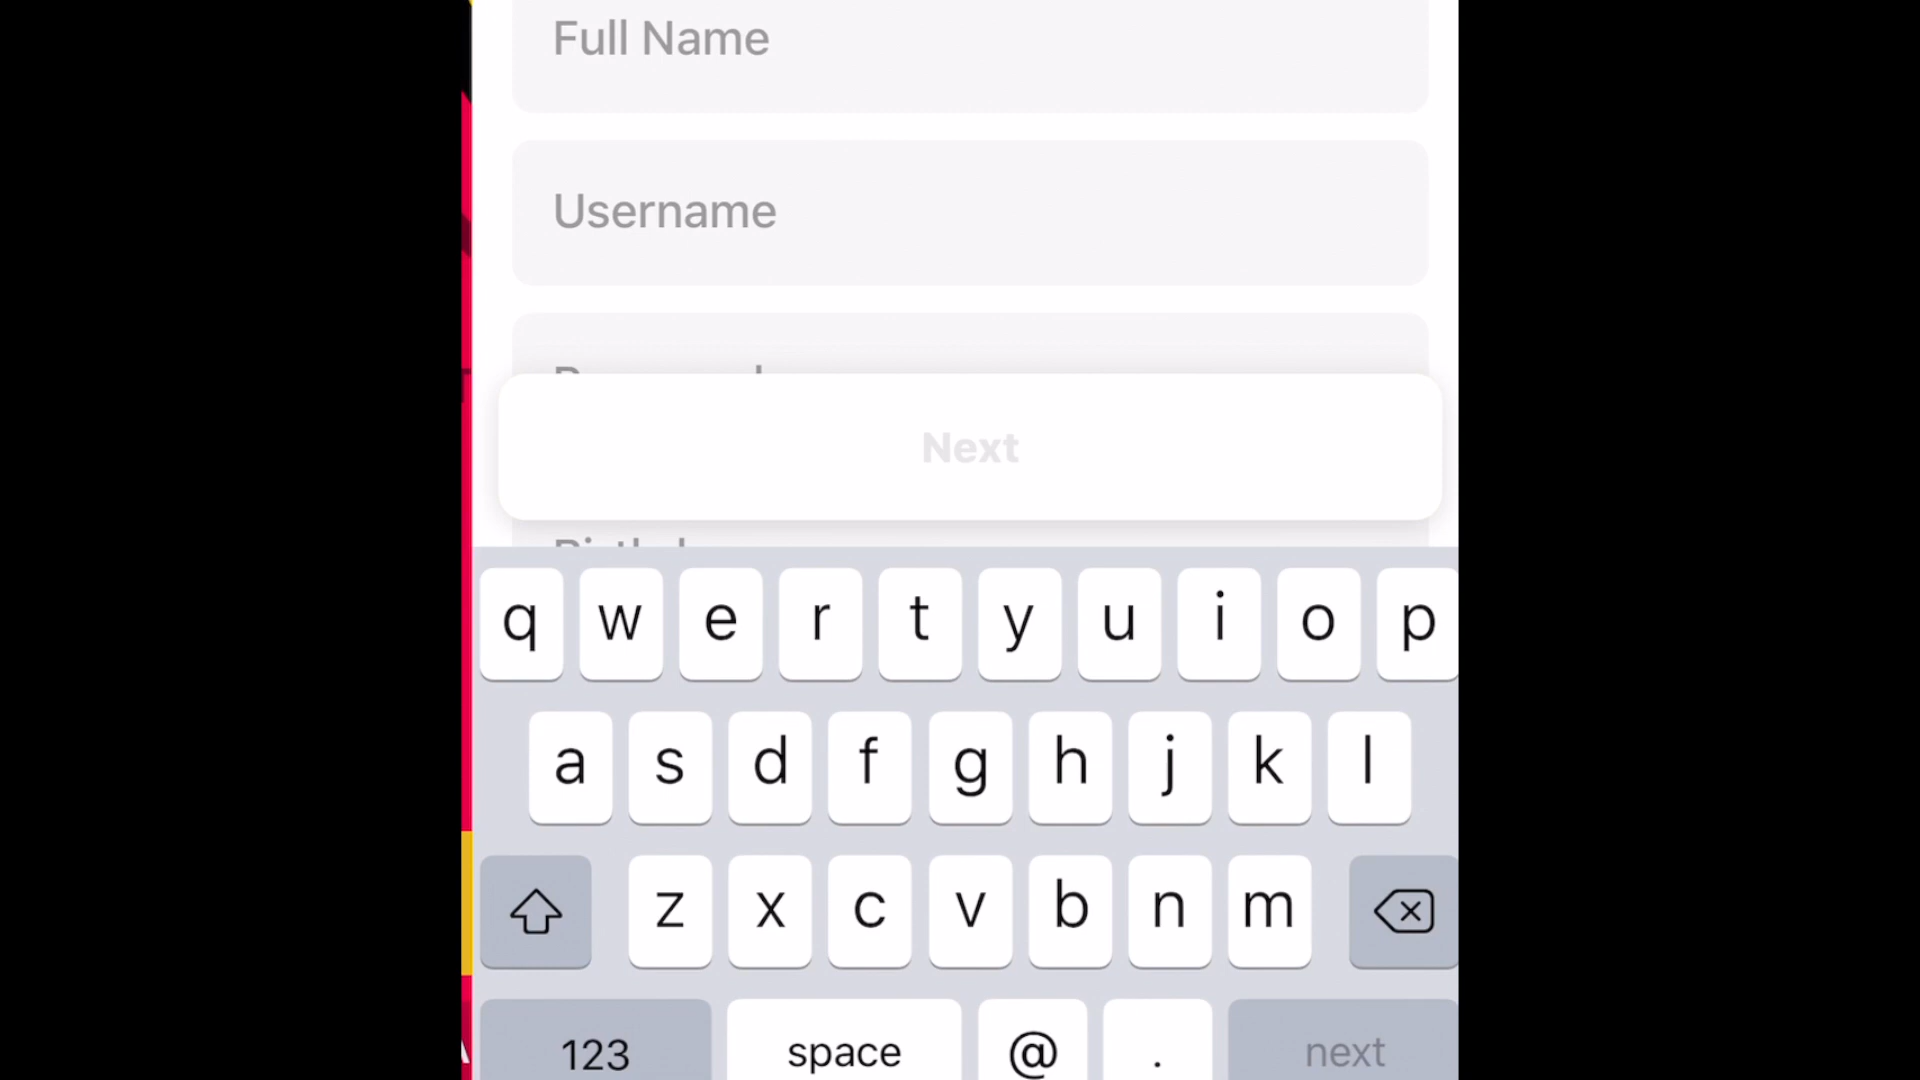 Full Name
Username
Next
q w e r t y u i o p
a s d f g h j k l
z x c v b n m
123 space @ . next